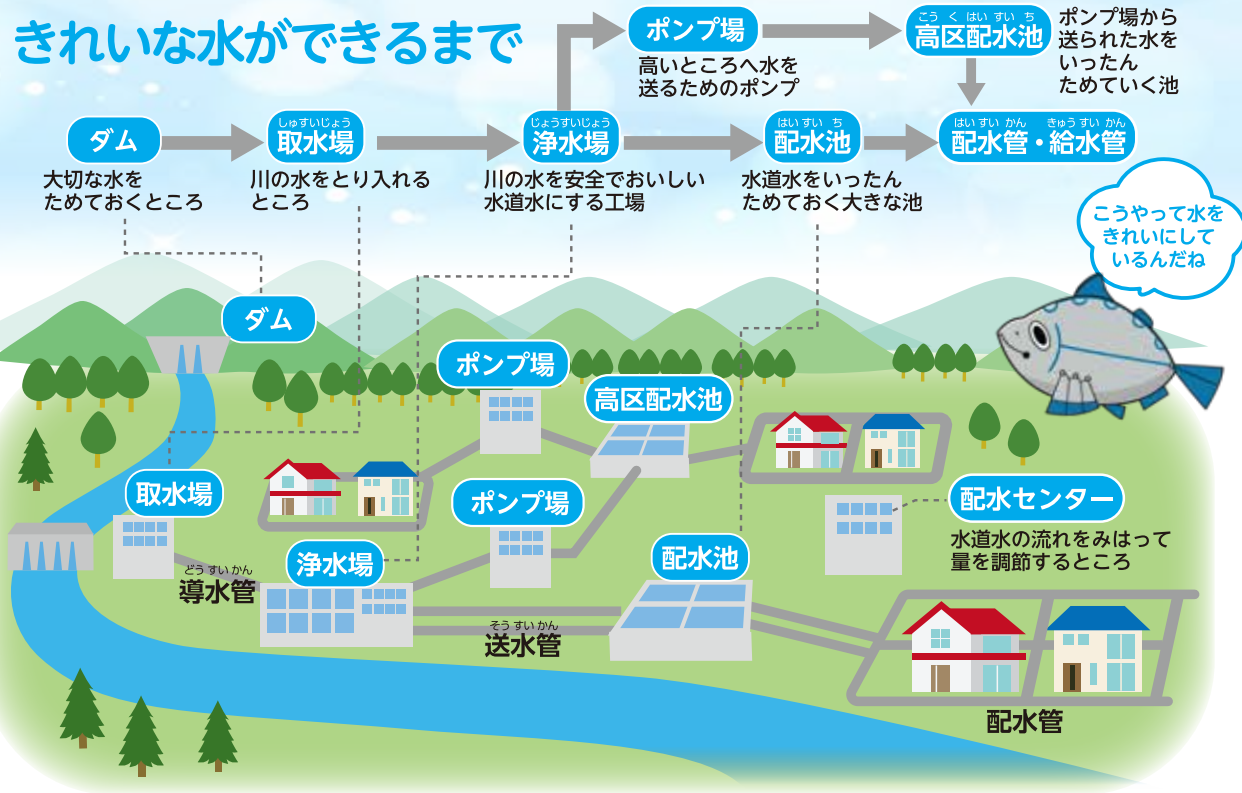 きれいな水ができるまで
ポンプ場
高いところへ水を
送るためのポンプ
こう く はい すい ち
高区配水池
ポンプ場から
送られた水を
いったん
ためていく池
ダム
大切な水を
ためておくところ
しゅすいじょう
取水場
川の水をとり入れる
ところ
じょうすいじょう
浄水場
川の水を安全でおいしい
水道水にする工場
はい すい ち
配水池
水道水をいったん
ためておく大きな池
はい すい かん きゅう すい かん
配水管・給水管
こうやって水を
きれいにして
いるんだね
ダム
ポンプ場
高区配水池
取水場
ポンプ場
配水センター
水道水の流れをみはって
量を調節するところ
浄水場
配水池
どう すい かん
導水管
そう すい かん
送水管
配水管